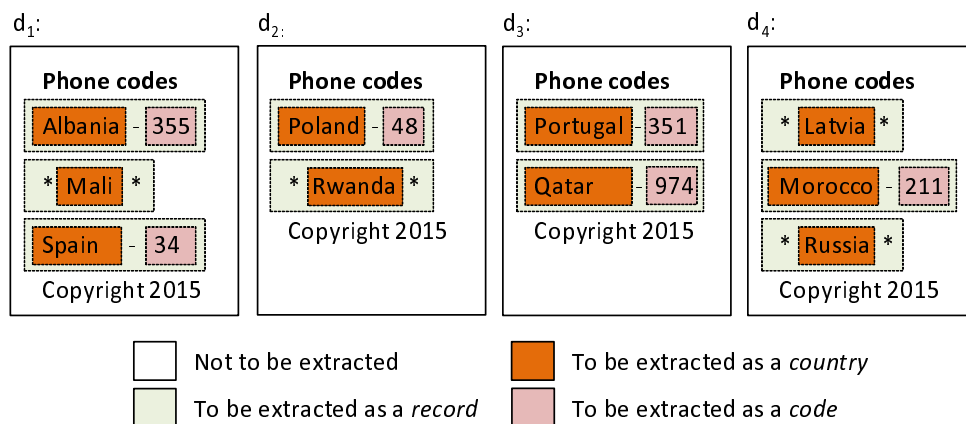 d1:
Phone codes
Albania - 355
* Mali *
Spain - 34
Copyright 2015
d2:
Phone codes
Poland - 48
* Rwanda *
Copyright 2015
d3:
Phone codes
Portugal - 351
Qatar - 974
Copyright 2015
d4:
Phone codes
* Latvia *
Morocco - 211
* Russia *
Copyright 2015
Not to be extracted
To be extracted as a country
To be extracted as a record
To be extracted as a code